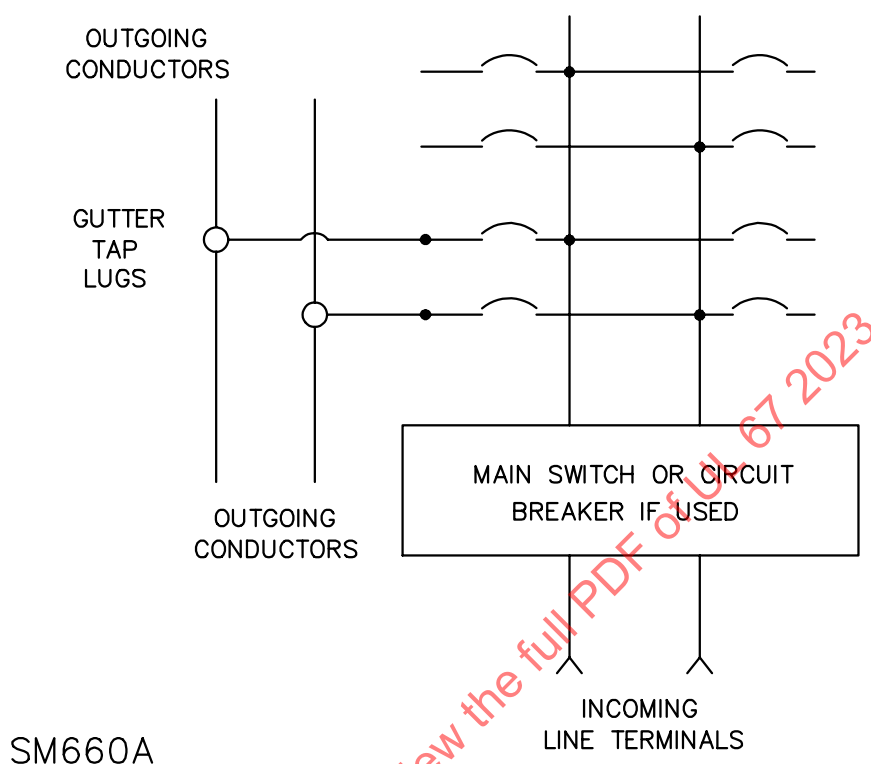 OUTGOING
CONDUCTORS
GUTTER
TAP
LUGS
MAIN SWITCH OR CIRCUIT
BREAKER IF USED
OUTGOING
CONDUCTORS
INCOMING
LINE TERMINALS
SM660A
view the full PDF of UL 67 2023